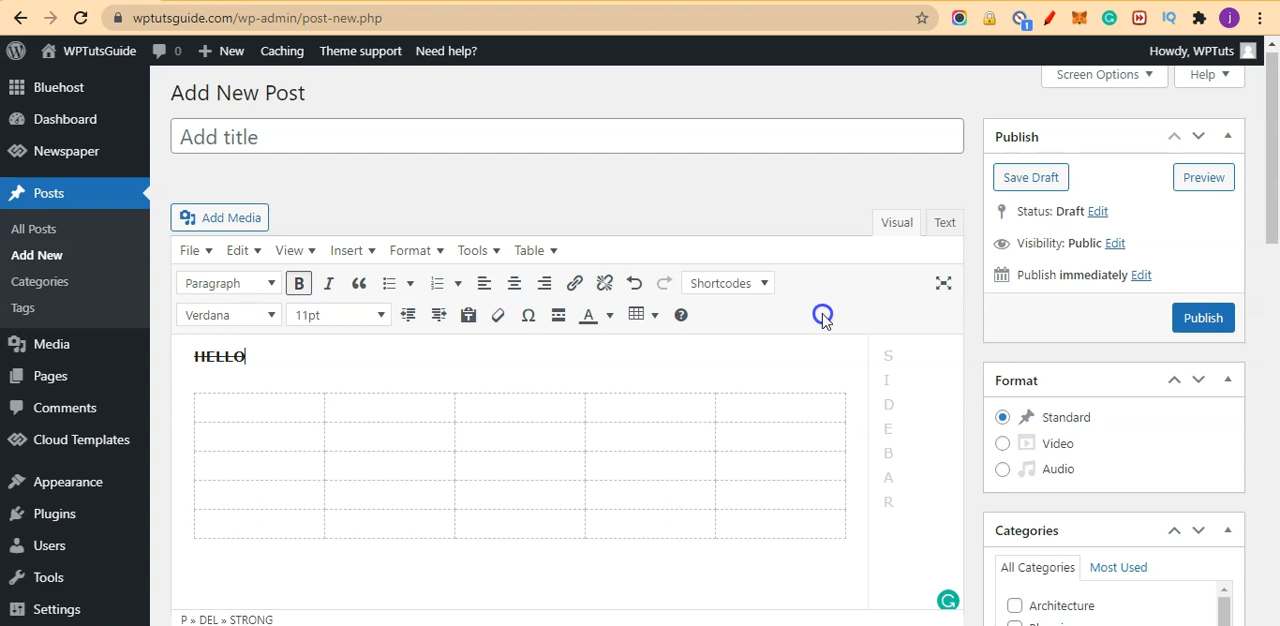 wptutsguide.com/wp-admin/post-new.php
1
j
WPTutsGuide 0 New Caching Theme support Need help? Howdy, WPTuts
Bluehost
Dashboard
Newspaper
Posts
All Posts
Add New
Categories
Tags
Media
Pages
Comments
Cloud Templates
Appearance
Plugins
Users
Tools
Settings
Screen Options Help
Add New Post
Add title
Add Media
Visual Text
File Edit View Insert Format Tools Table
Paragraph B I Shortcodes
Verdana 11pt Ω A ?
HELLO
S
I
D
E
B
A
R
P » DEL » STRONG
Publish
Save Draft Preview
Status: Draft Edit
Visibility: Public Edit
Publish immediately Edit
Publish
Format
Standard
Video
Audio
Categories
All Categories Most Used
Architecture